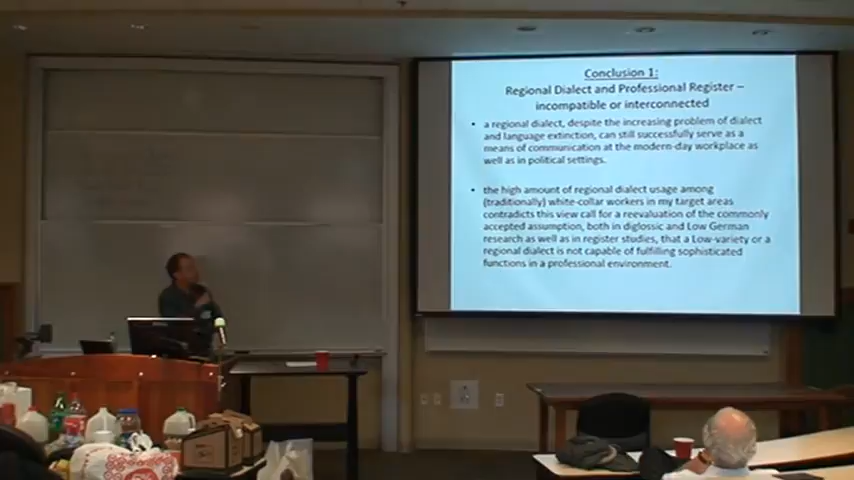 Conclusion 1:
Regional Dialect and Professional Register –
incompatible or interconnected
• a regional dialect, despite the increasing problem of dialect
and language extinction, can still successfully serve as a
means of communication at the modern-day workplace as
well as in political settings.
• the high amount of regional dialect usage among
(traditionally) white-collar workers in my target areas
contradicts this view call for a reevaluation of the commonly
accepted assumption, both in diglossic and Low German
research as well as in register studies, that a Low-variety or a
regional dialect is not capable of fulfilling sophisticated
functions in a professional environment.